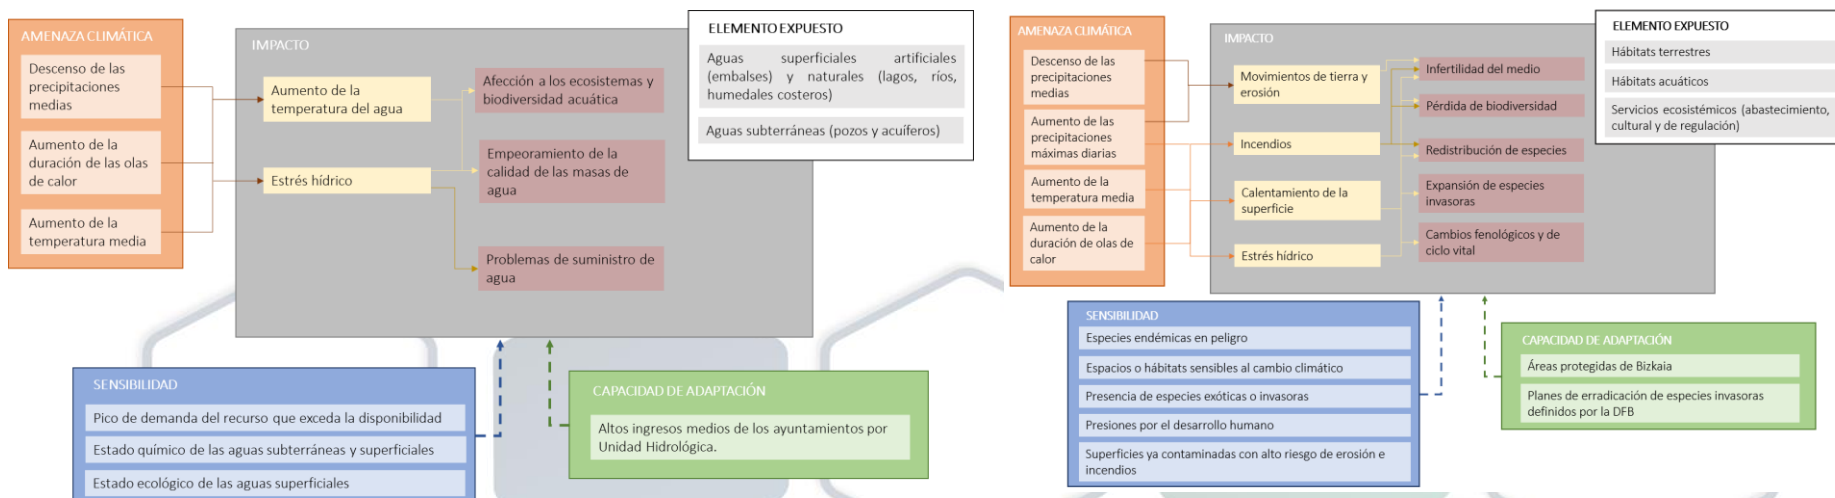 AMENAZA CLIMÁTICA
Descenso de las
precipitaciones
medias
Aumento de la
duración de las olas
de calor
Aumento de la
temperatura media
IMPACTO
Aumento de la
temperatura del agua
Estrés hídrico
Afección a los ecosistemas y
biodiversidad acuática
Empeoramiento de la
calidad de las masas de
agua
Problemas de suministro de
agua
ELEMENTO EXPUESTO
Aguas superficiales artificiales
(embalses) y naturales (lagos, ríos,
humedales costeros)
Aguas subterráneas (pozos y acuíferos)
SENSIBILIDAD
Pico de demanda del recurso que exceda la disponibilidad
Estado químico de las aguas subterráneas y superficiales
Estado ecológico de las aguas superficiales
CAPACIDAD DE ADAPTACIÓN
Altos ingresos medios de los ayuntamientos por
Unidad Hidrológica.
AMENAZA CLIMÁTICA
Descenso de las
precipitaciones
medias
Aumento de las
precipitaciones
máximas diarias
Aumento de la
temperatura media
Aumento de la
duración de olas de
calor
IMPACTO
Movimientos de tierra y
erosión
Incendios
Calentamiento de la
superficie
Estrés hídrico
Infertilidad del medio
Pérdida de biodiversidad
Redistribución de especies
Expansión de especies
invasoras
Cambios fenológicos y de
ciclo vital
ELEMENTO EXPUESTO
Hábitats terrestres
Hábitats acuáticos
Servicios ecosistémicos (abastecimiento,
cultural y de regulación)
SENSIBILIDAD
Especies endémicas en peligro
Espacios o hábitats sensibles al cambio climático
Presencia de especies exóticas o invasoras
Presiones por el desarrollo humano
Superficies ya contaminadas con alto riesgo de erosión e
incendios
CAPACIDAD DE ADAPTACIÓN
Áreas protegidas de Bizkaia
Planes de erradicación de especies invasoras
definidos por la DFB